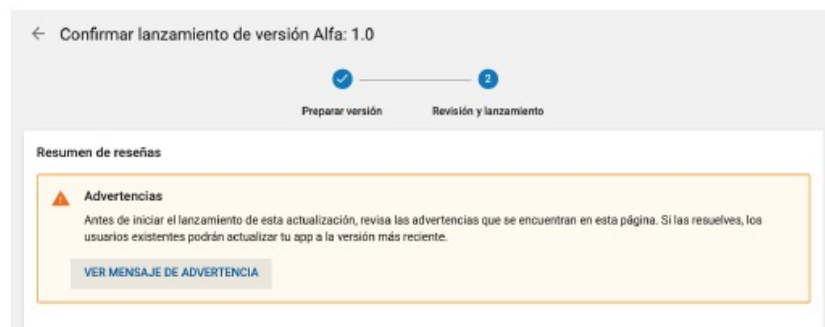 ← Confirmar lanzamiento de versión Alfa: 1.0
2
Preparar versión Revisión y lanzamiento
Resumen de reseñas
Advertencias
Antes de iniciar el lanzamiento de esta actualización, revisa las advertencias que se encuentran en esta página. Si las resuelves, los
usuarios existentes podrán actualizar tu app a la versión más reciente.
VER MENSAJE DE ADVERTENCIA